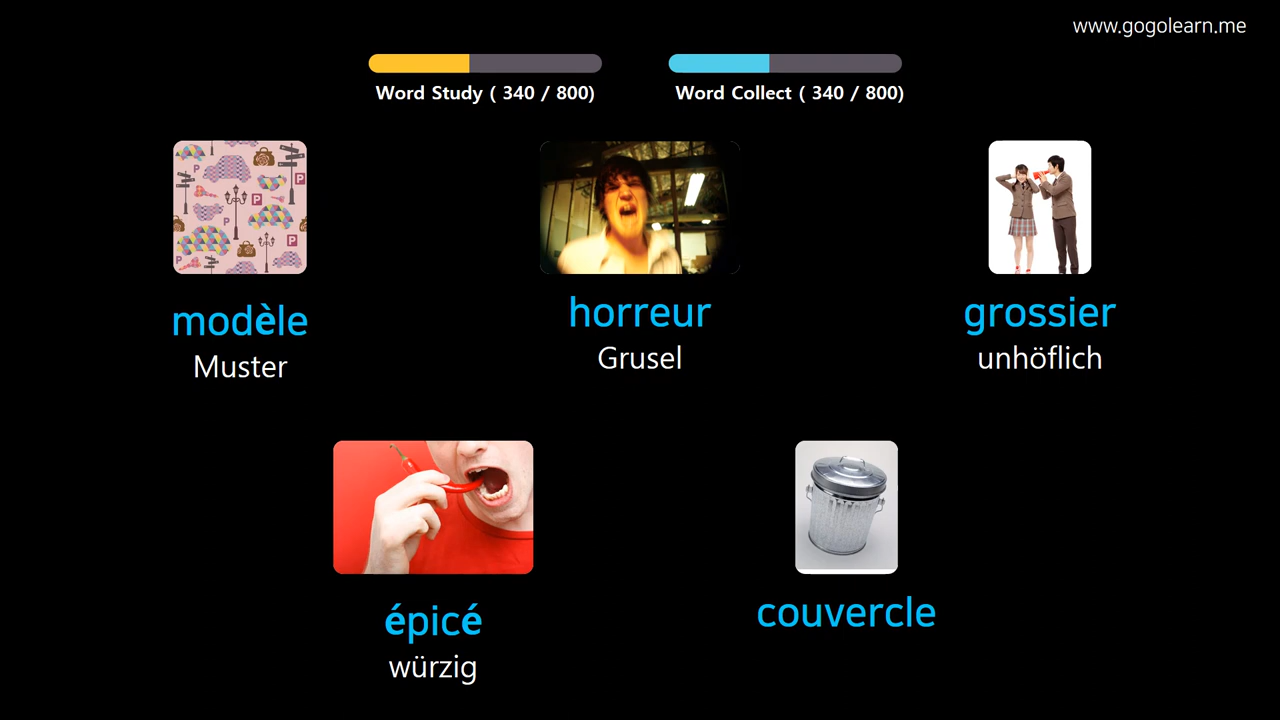 www.gogolearn.me
Word Study ( 340 / 800)
Word Collect ( 340 / 800)
modèle
Muster
horreur
Grusel
grossier
unhöflich
épicé
würzig
couvercle